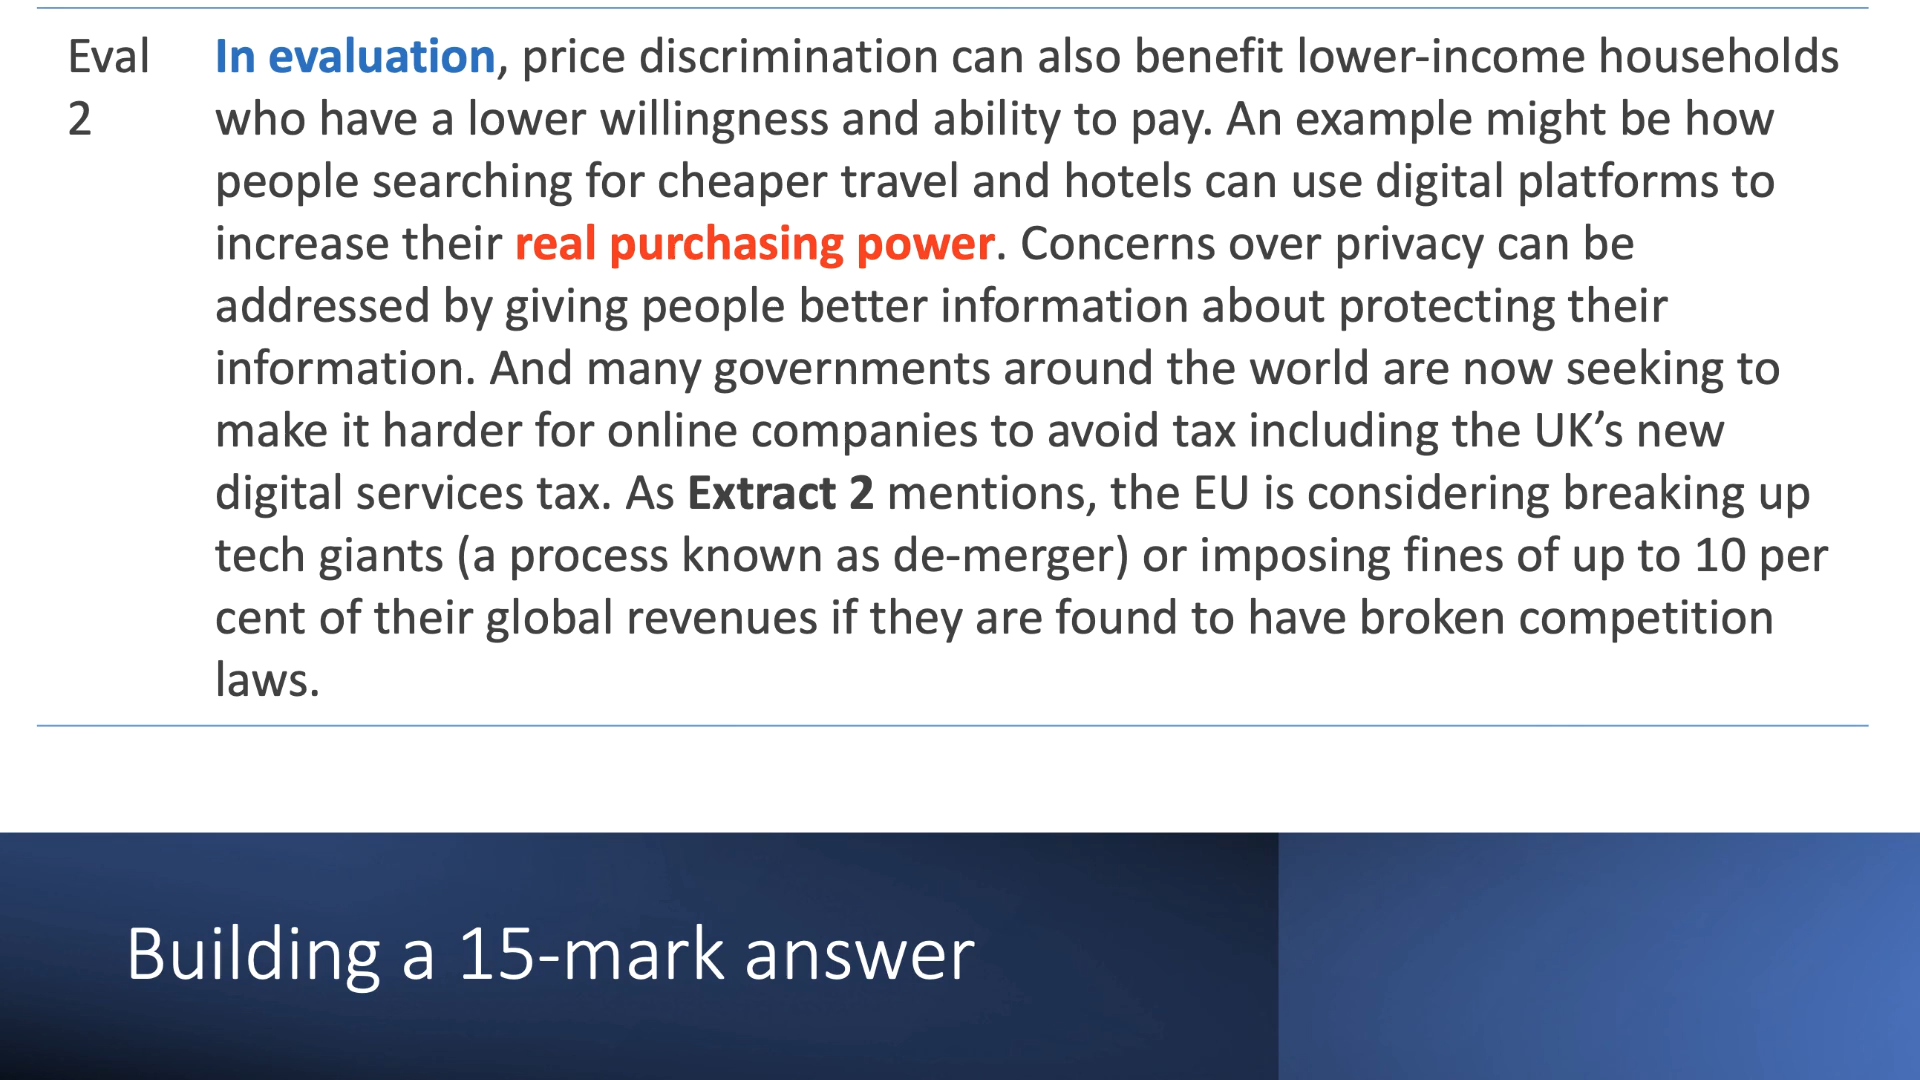 Eval
2
In evaluation, price discrimination can also benefit lower-income households
who have a lower willingness and ability to pay. An example might be how
people searching for cheaper travel and hotels can use digital platforms to
increase their real purchasing power. Concerns over privacy can be
addressed by giving people better information about protecting their
information. And many governments around the world are now seeking to
make it harder for online companies to avoid tax including the UK’s new
digital services tax. As Extract 2 mentions, the EU is considering breaking up
tech giants (a process known as de-merger) or imposing fines of up to 10 per
cent of their global revenues if they are found to have broken competition
laws.
Building a 15-mark answer